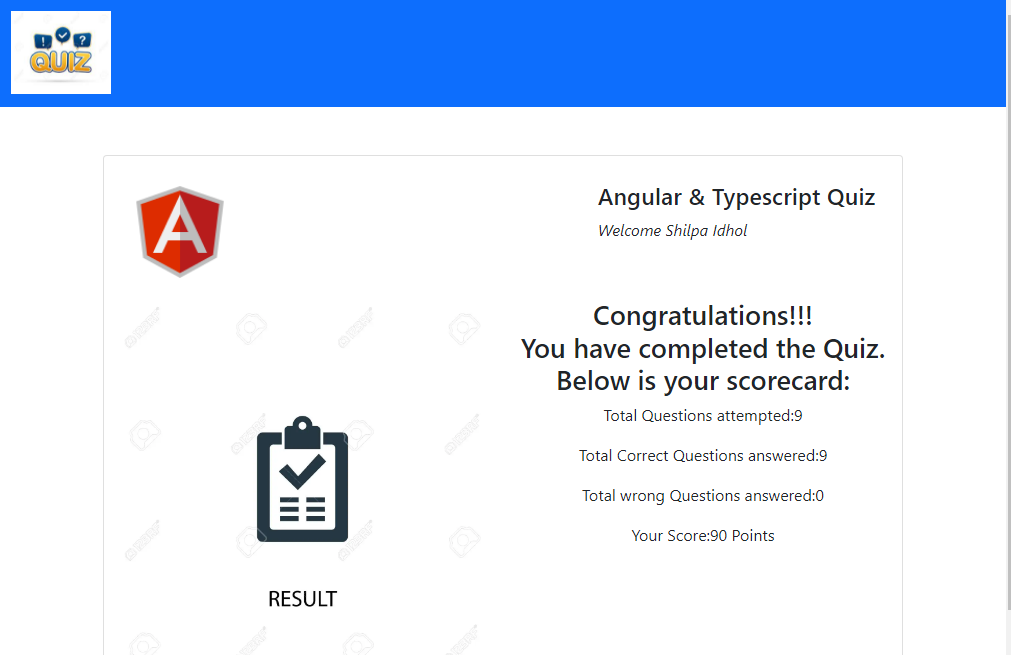 ! ?
QUIZ
Angular & Typescript Quiz
Welcome Shilpa Idhol
A
Congratulations!!!
You have completed the Quiz.
Below is your scorecard:
Total Questions attempted:9
Total Correct Questions answered:9
Total wrong Questions answered:0
Your Score:90 Points
RESULT